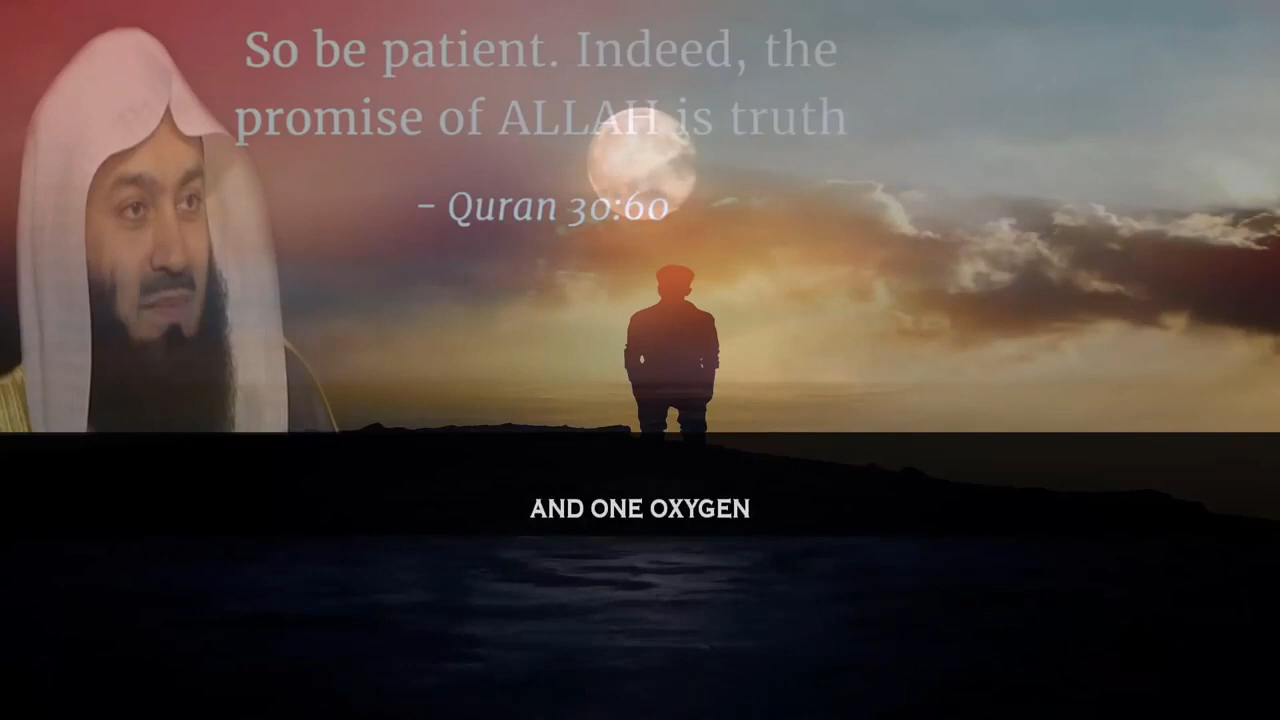 So be patient. Indeed, the
promise of ALLAH is truth
– Quran 30:60
AND ONE OXYGEN